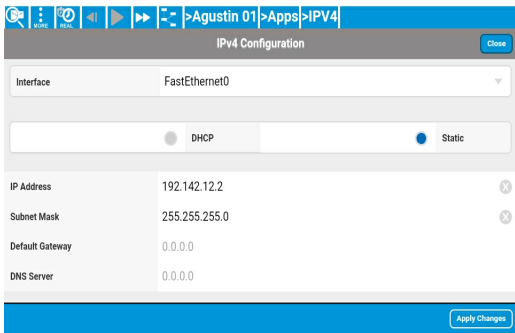 MORE REAL >Agustin 01 >Apps >IPV4
IPv4 Configuration Close
Interface FastEthernet0
DHCP Static
IP Address 192.142.12.2
Subnet Mask 255.255.255.0
Default Gateway 0.0.0.0
DNS Server 0.0.0.0
Apply Changes